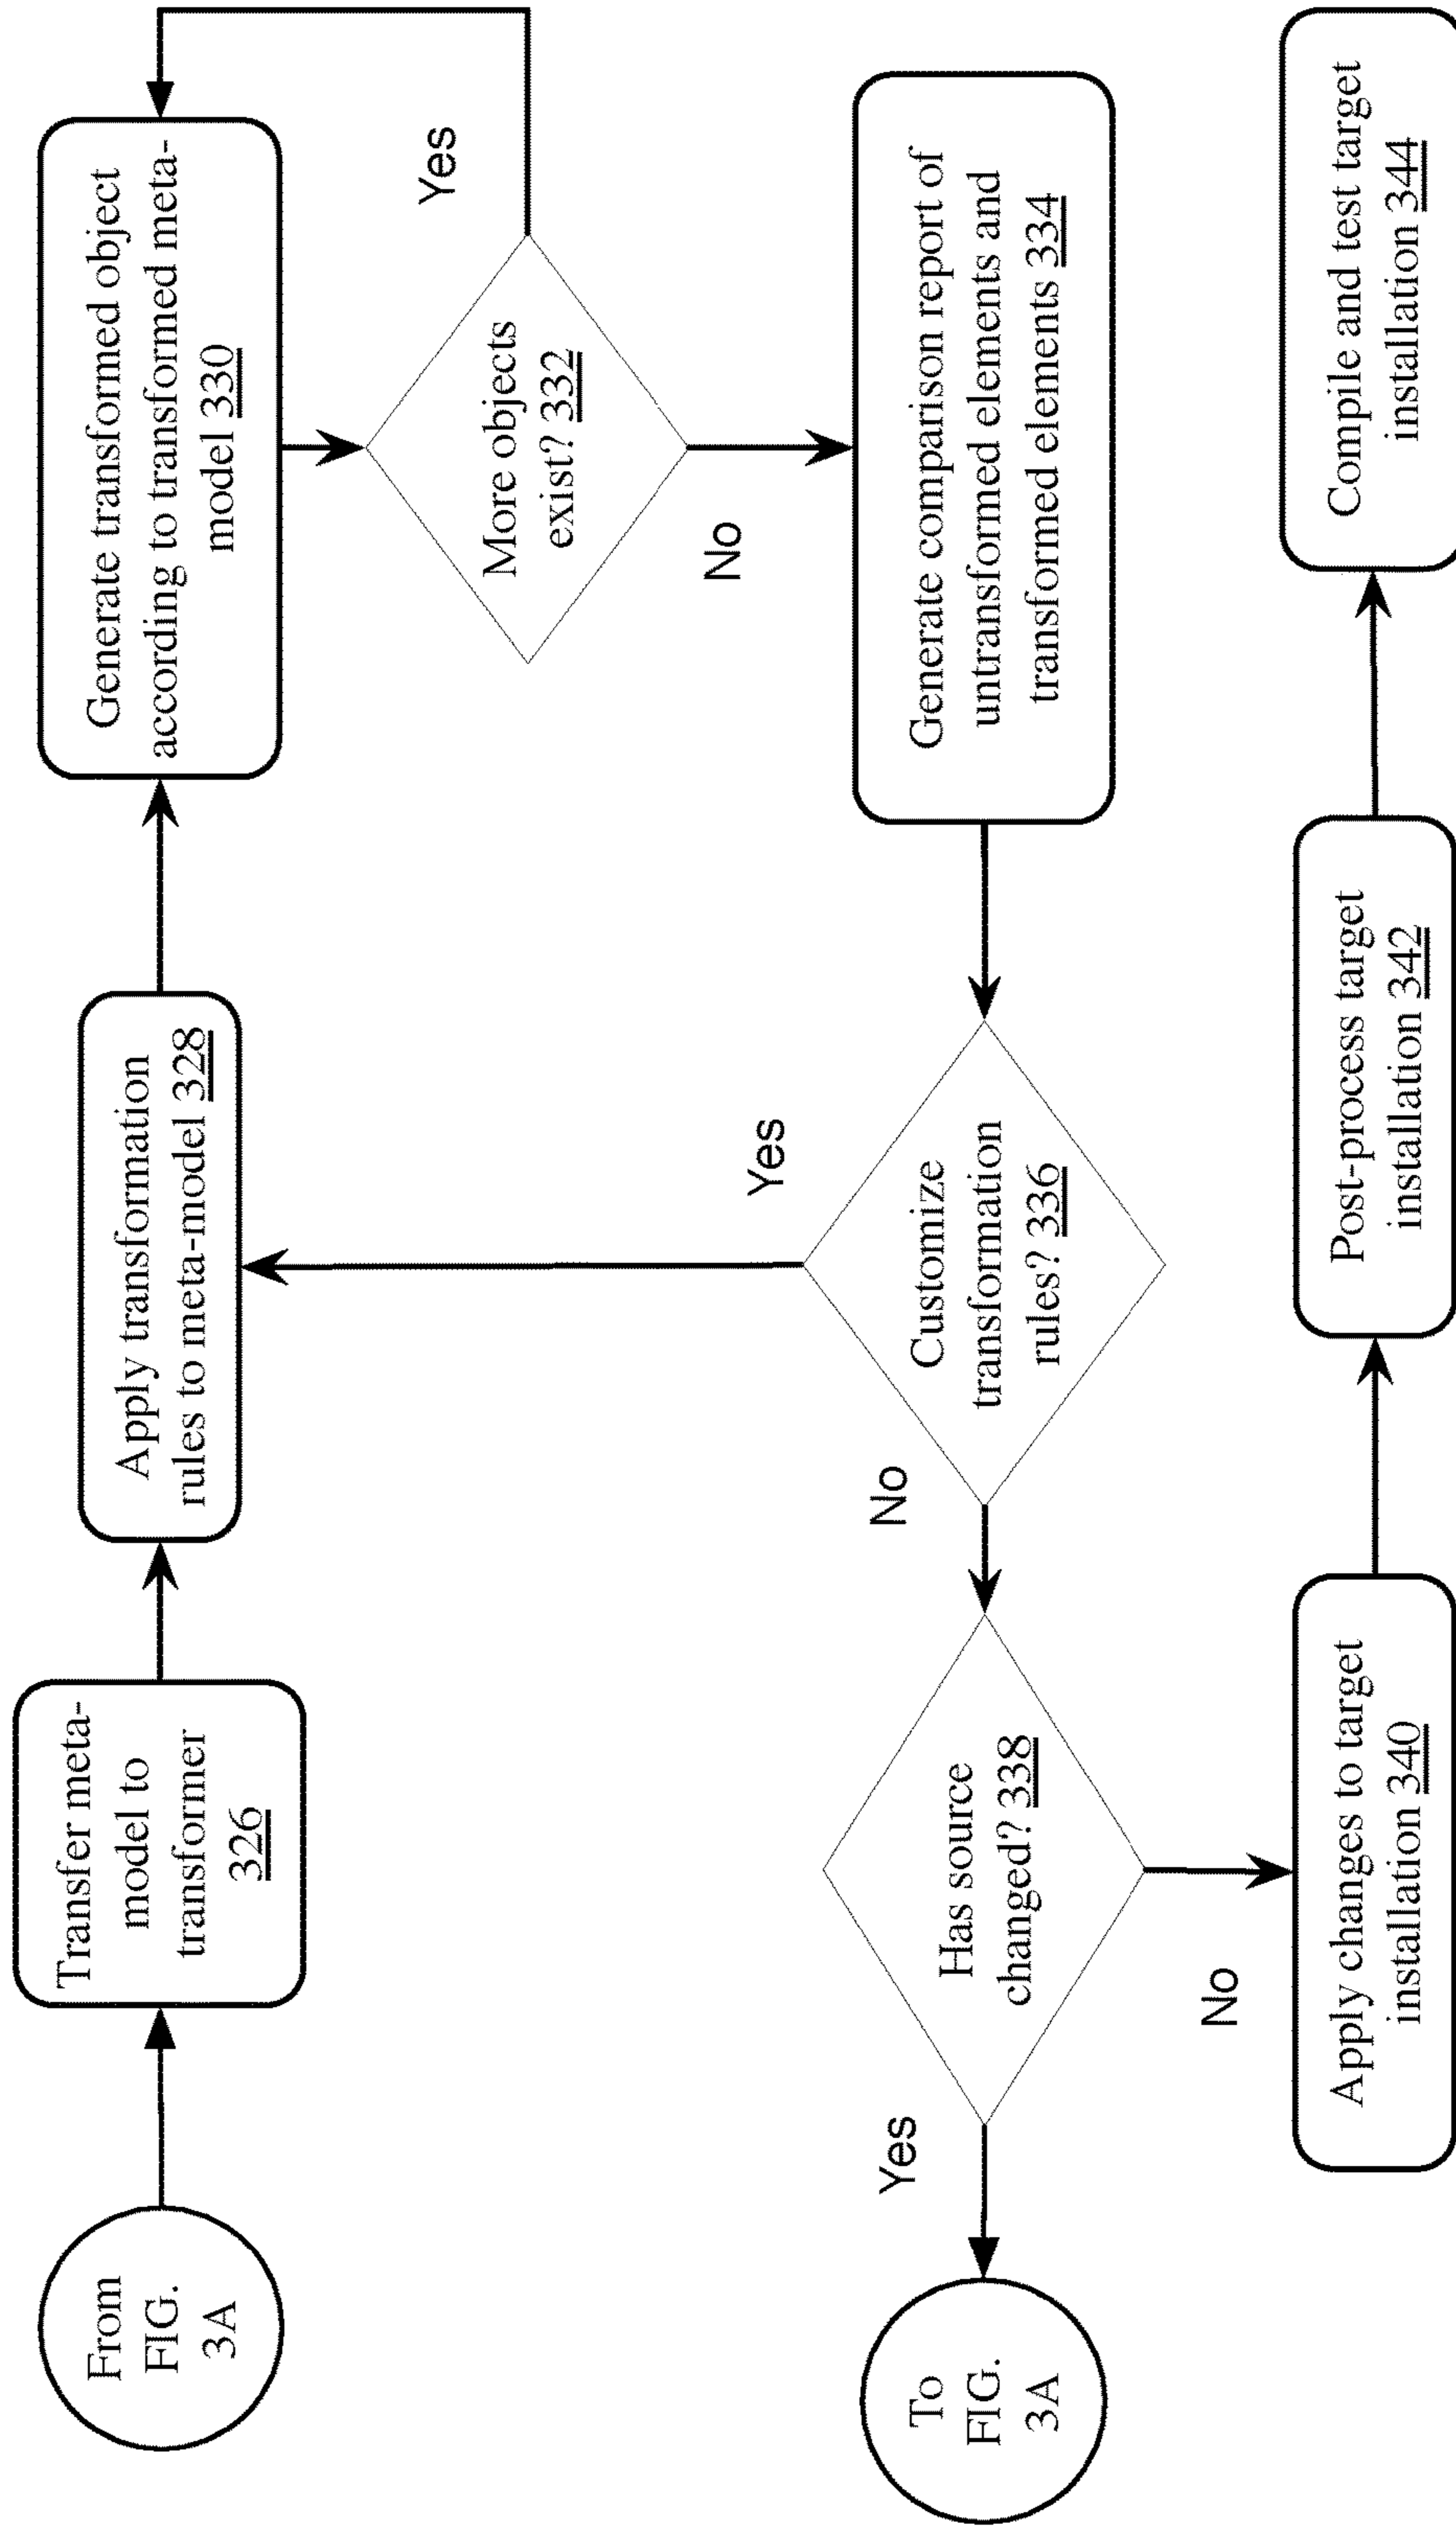 From
FIG.
3A
Transfer meta-
model to
transformer
326
Apply transformation
rules to meta-model 328
Generate transformed object
according to transformed meta-
model 330
More objects
exist? 332
Yes
No
Generate comparison report of
untransformed elements and
transformed elements 334
Customize
transformation
rules? 336
Yes
No
Has source
changed? 338
Yes
No
To
FIG.
3A
Apply changes to target
installation 340
Post-process target
installation 342
Compile and test target
installation 344